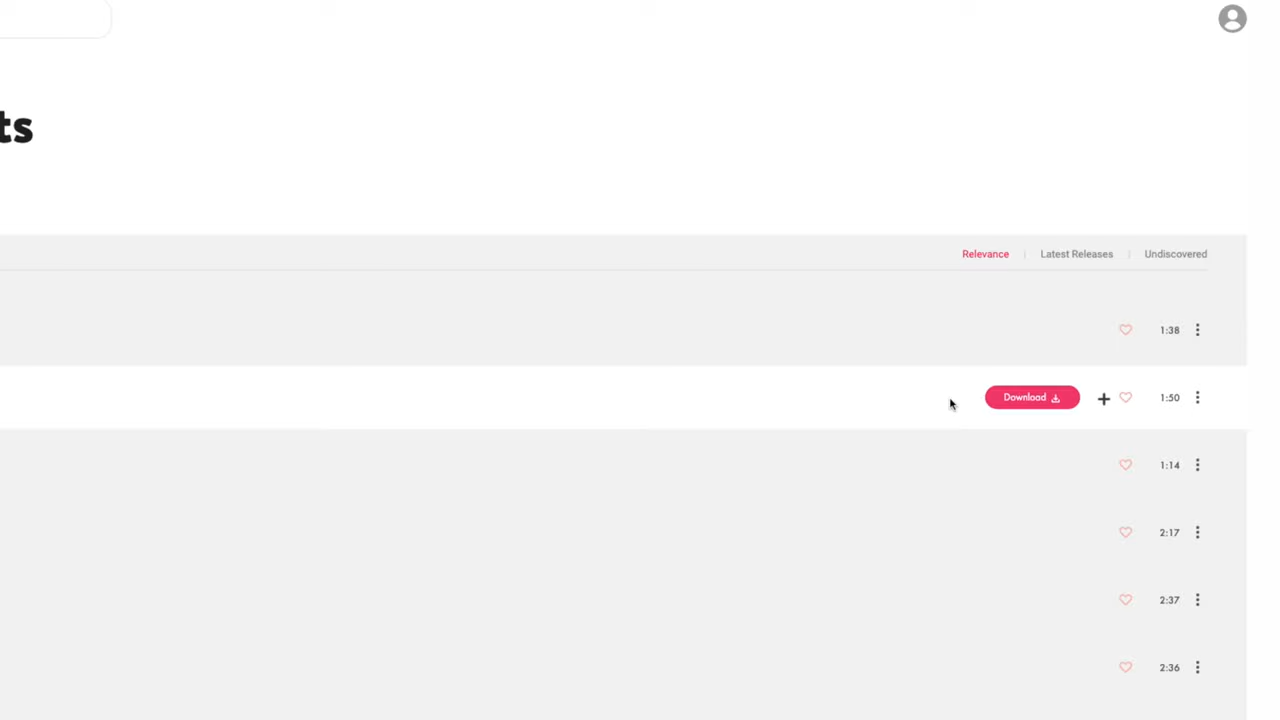 ts
Relevance | Latest Releases | Undiscovered
1:38
Download 1:50
1:14
2:17
2:37
2:36